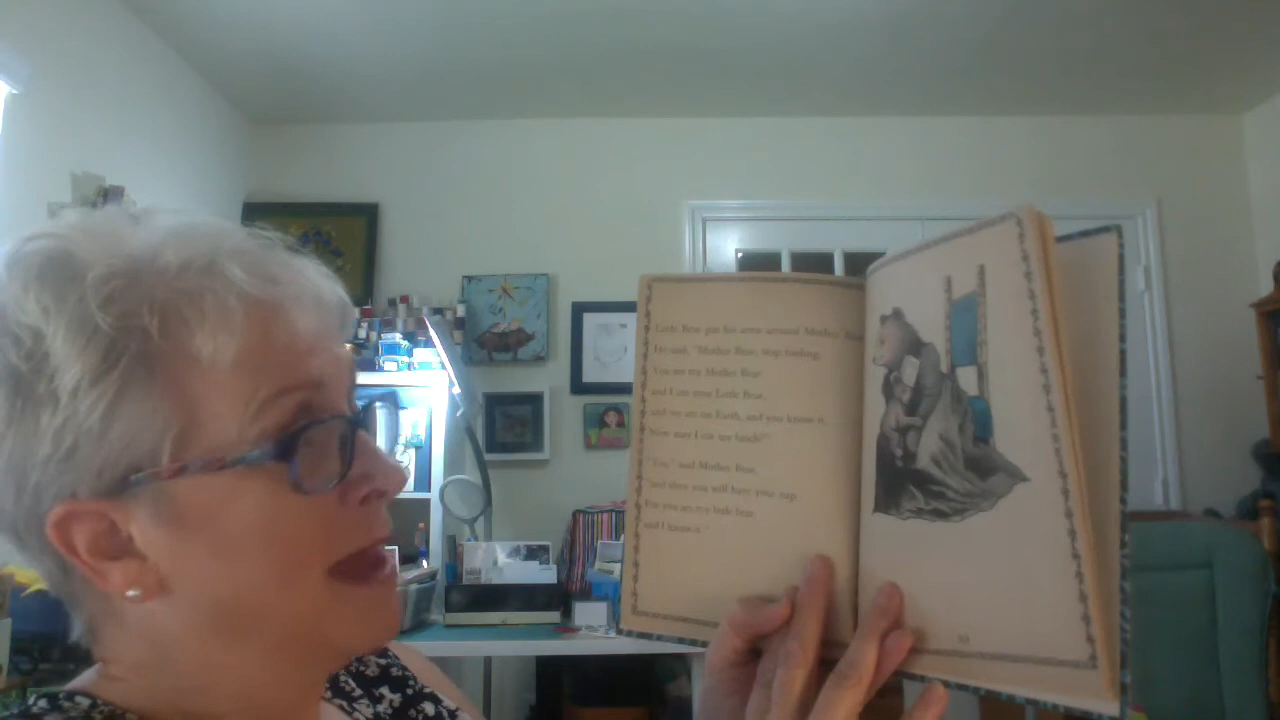 Little Bear put his arms around Mother
He said, "Mother Bear, stop fooling.
You are my Mother Bear
and I am your Little Bear,
and we are on Earth, and you know it.
Now may I eat my lunch?"
"Yes," said Mother Bear,
"and then you will have your nap.
For you are my little bear,
and I know it."